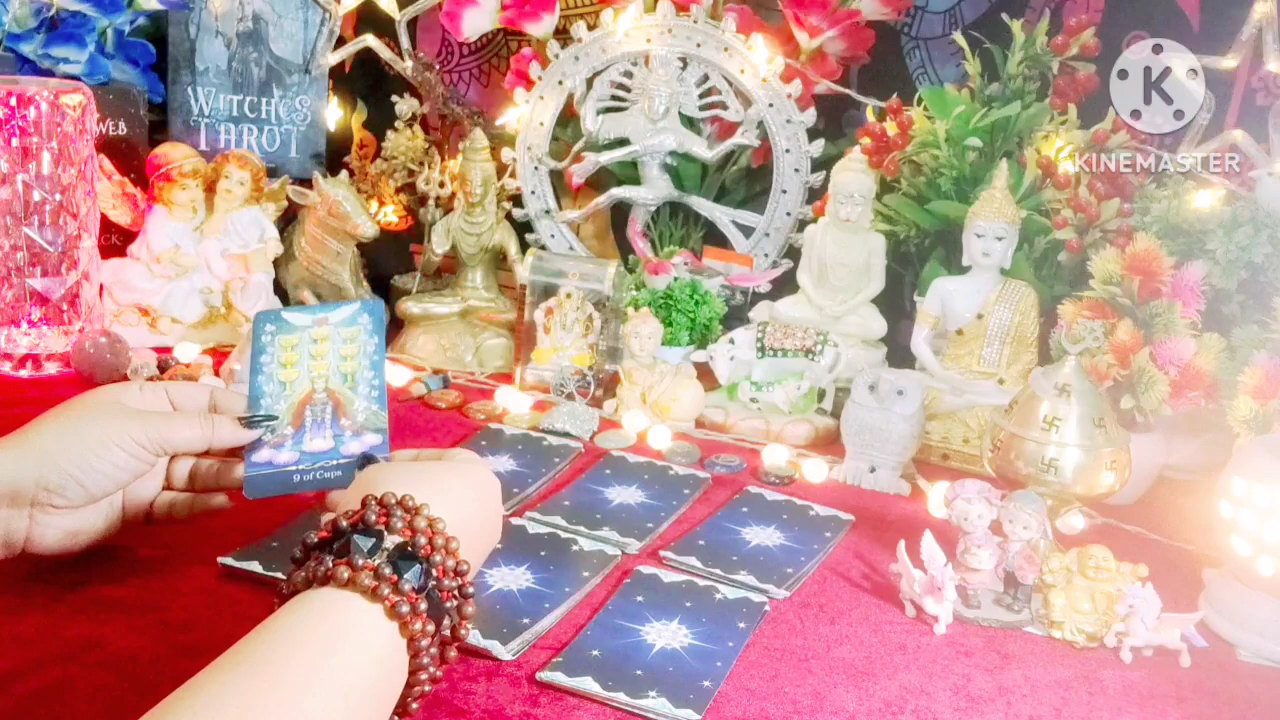 WITCHES
TAROT
WEB
K
KINEMASTER
9 of Cups